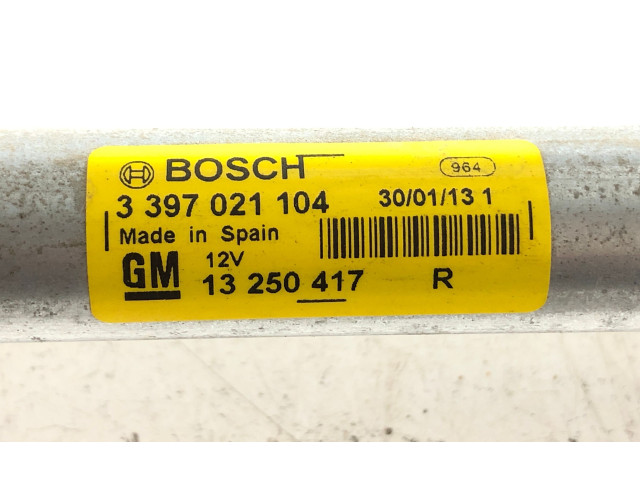 BOSCH 964
3 397 021 104 30/01/13 1
Made in Spain
GM 12V
13 250 417 R